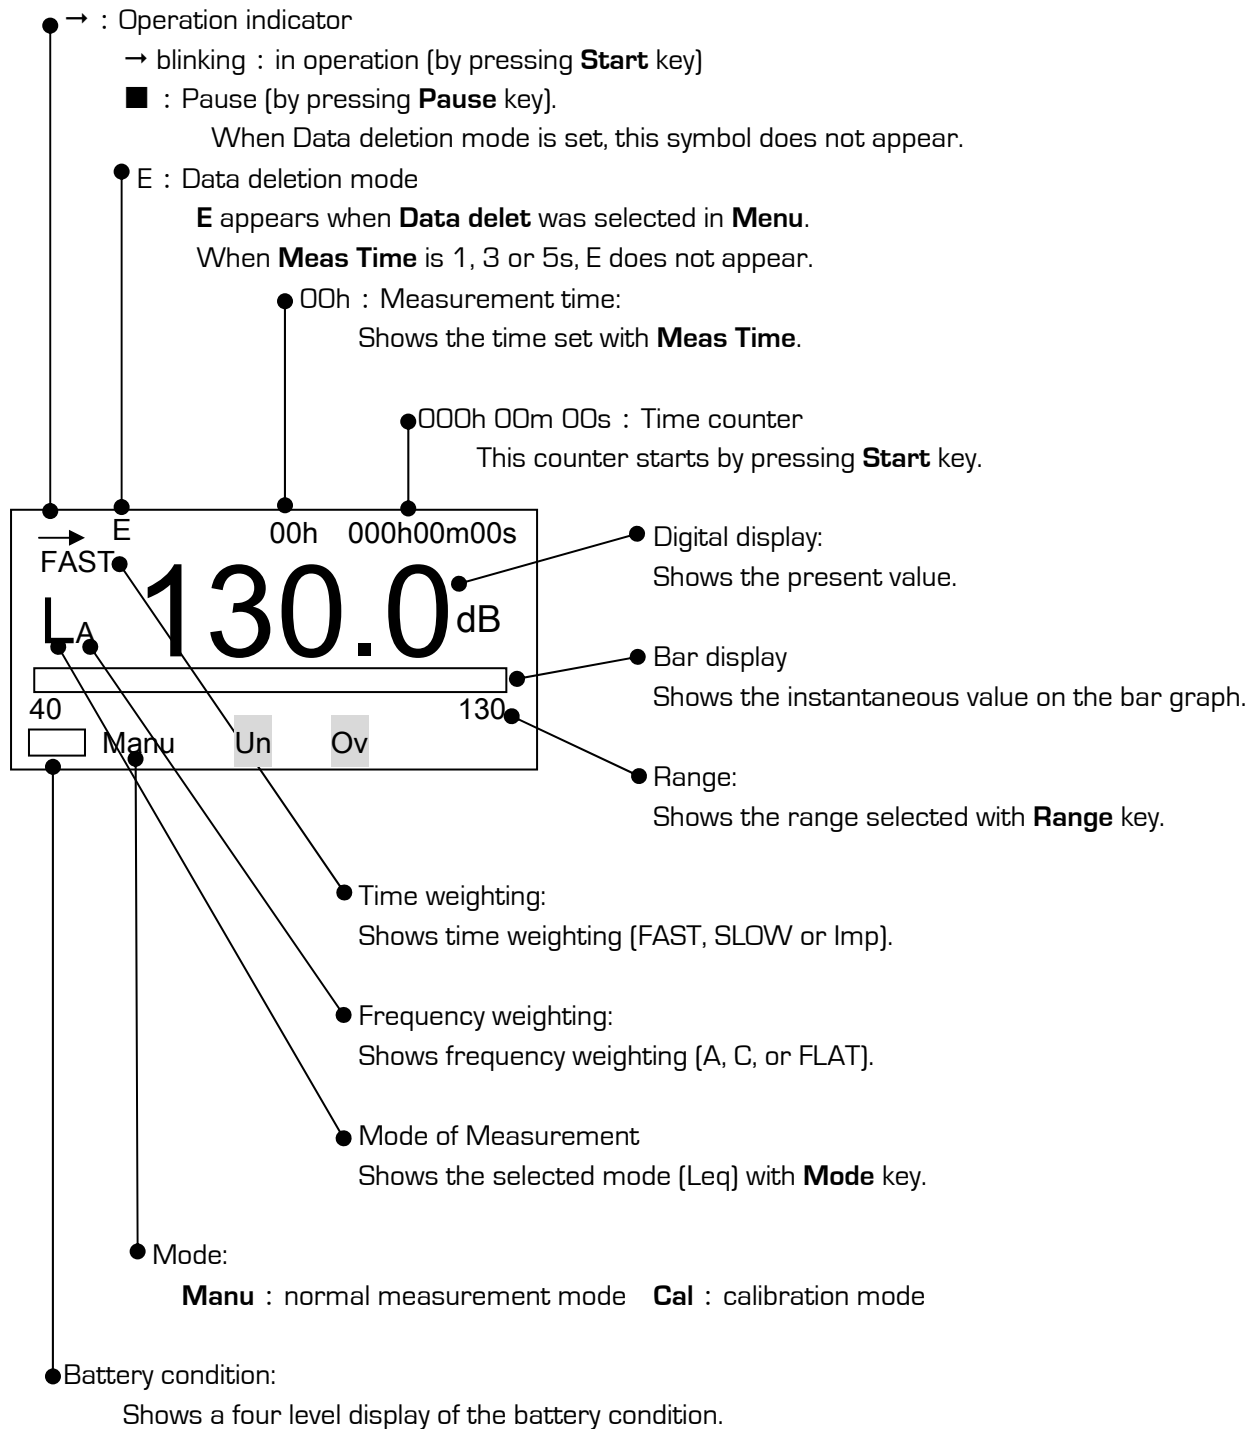 → : Operation indicator
→ blinking : in operation (by pressing Start key)
■ : Pause (by pressing Pause key).
When Data deletion mode is set, this symbol does not appear.
E : Data deletion mode
E appears when Data delet was selected in Menu.
When Meas Time is 1, 3 or 5s, E does not appear.
00h : Measurement time:
Shows the time set with Meas Time.
000h 00m 00s : Time counter
This counter starts by pressing Start key.
→ E 00h 000h00m00s
FAST
LA 130.0 dB
40 130
Manu Un Ov
Digital display:
Shows the present value.
Bar display
Shows the instantaneous value on the bar graph.
Range:
Shows the range selected with Range key.
Time weighting:
Shows time weighting (FAST, SLOW or Imp).
Frequency weighting:
Shows frequency weighting (A, C, or FLAT).
Mode of Measurement
Shows the selected mode (Leq) with Mode key.
Mode:
Manu : normal measurement mode Cal : calibration mode
Battery condition:
Shows a four level display of the battery condition.